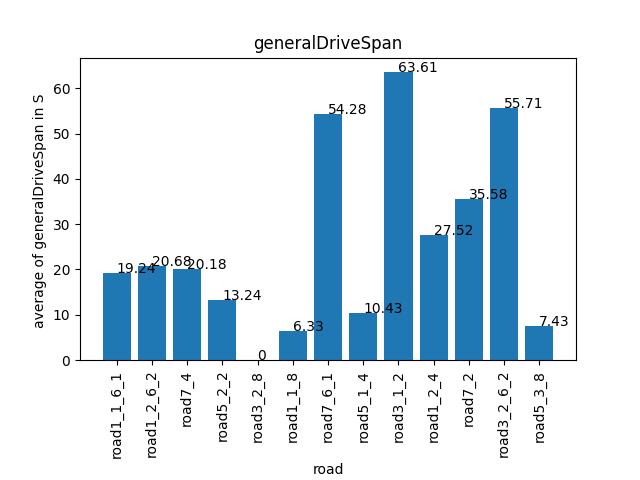 generalDriveSpan
average of generalDriveSpan in S
60
50
40
30
20
10
0
19.24
20.68
20.18
13.24
0
6.33
54.28
10.43
63.61
27.52
35.58
55.71
7.43
road1_1_6_1
road1_2_6_2
road7_4
road5_2_2
road3_2_8
road1_1_8
road7_6_1
road5_1_4
road3_1_2
road1_2_4
road7_2
road3_2_6_2
road5_3_8
road